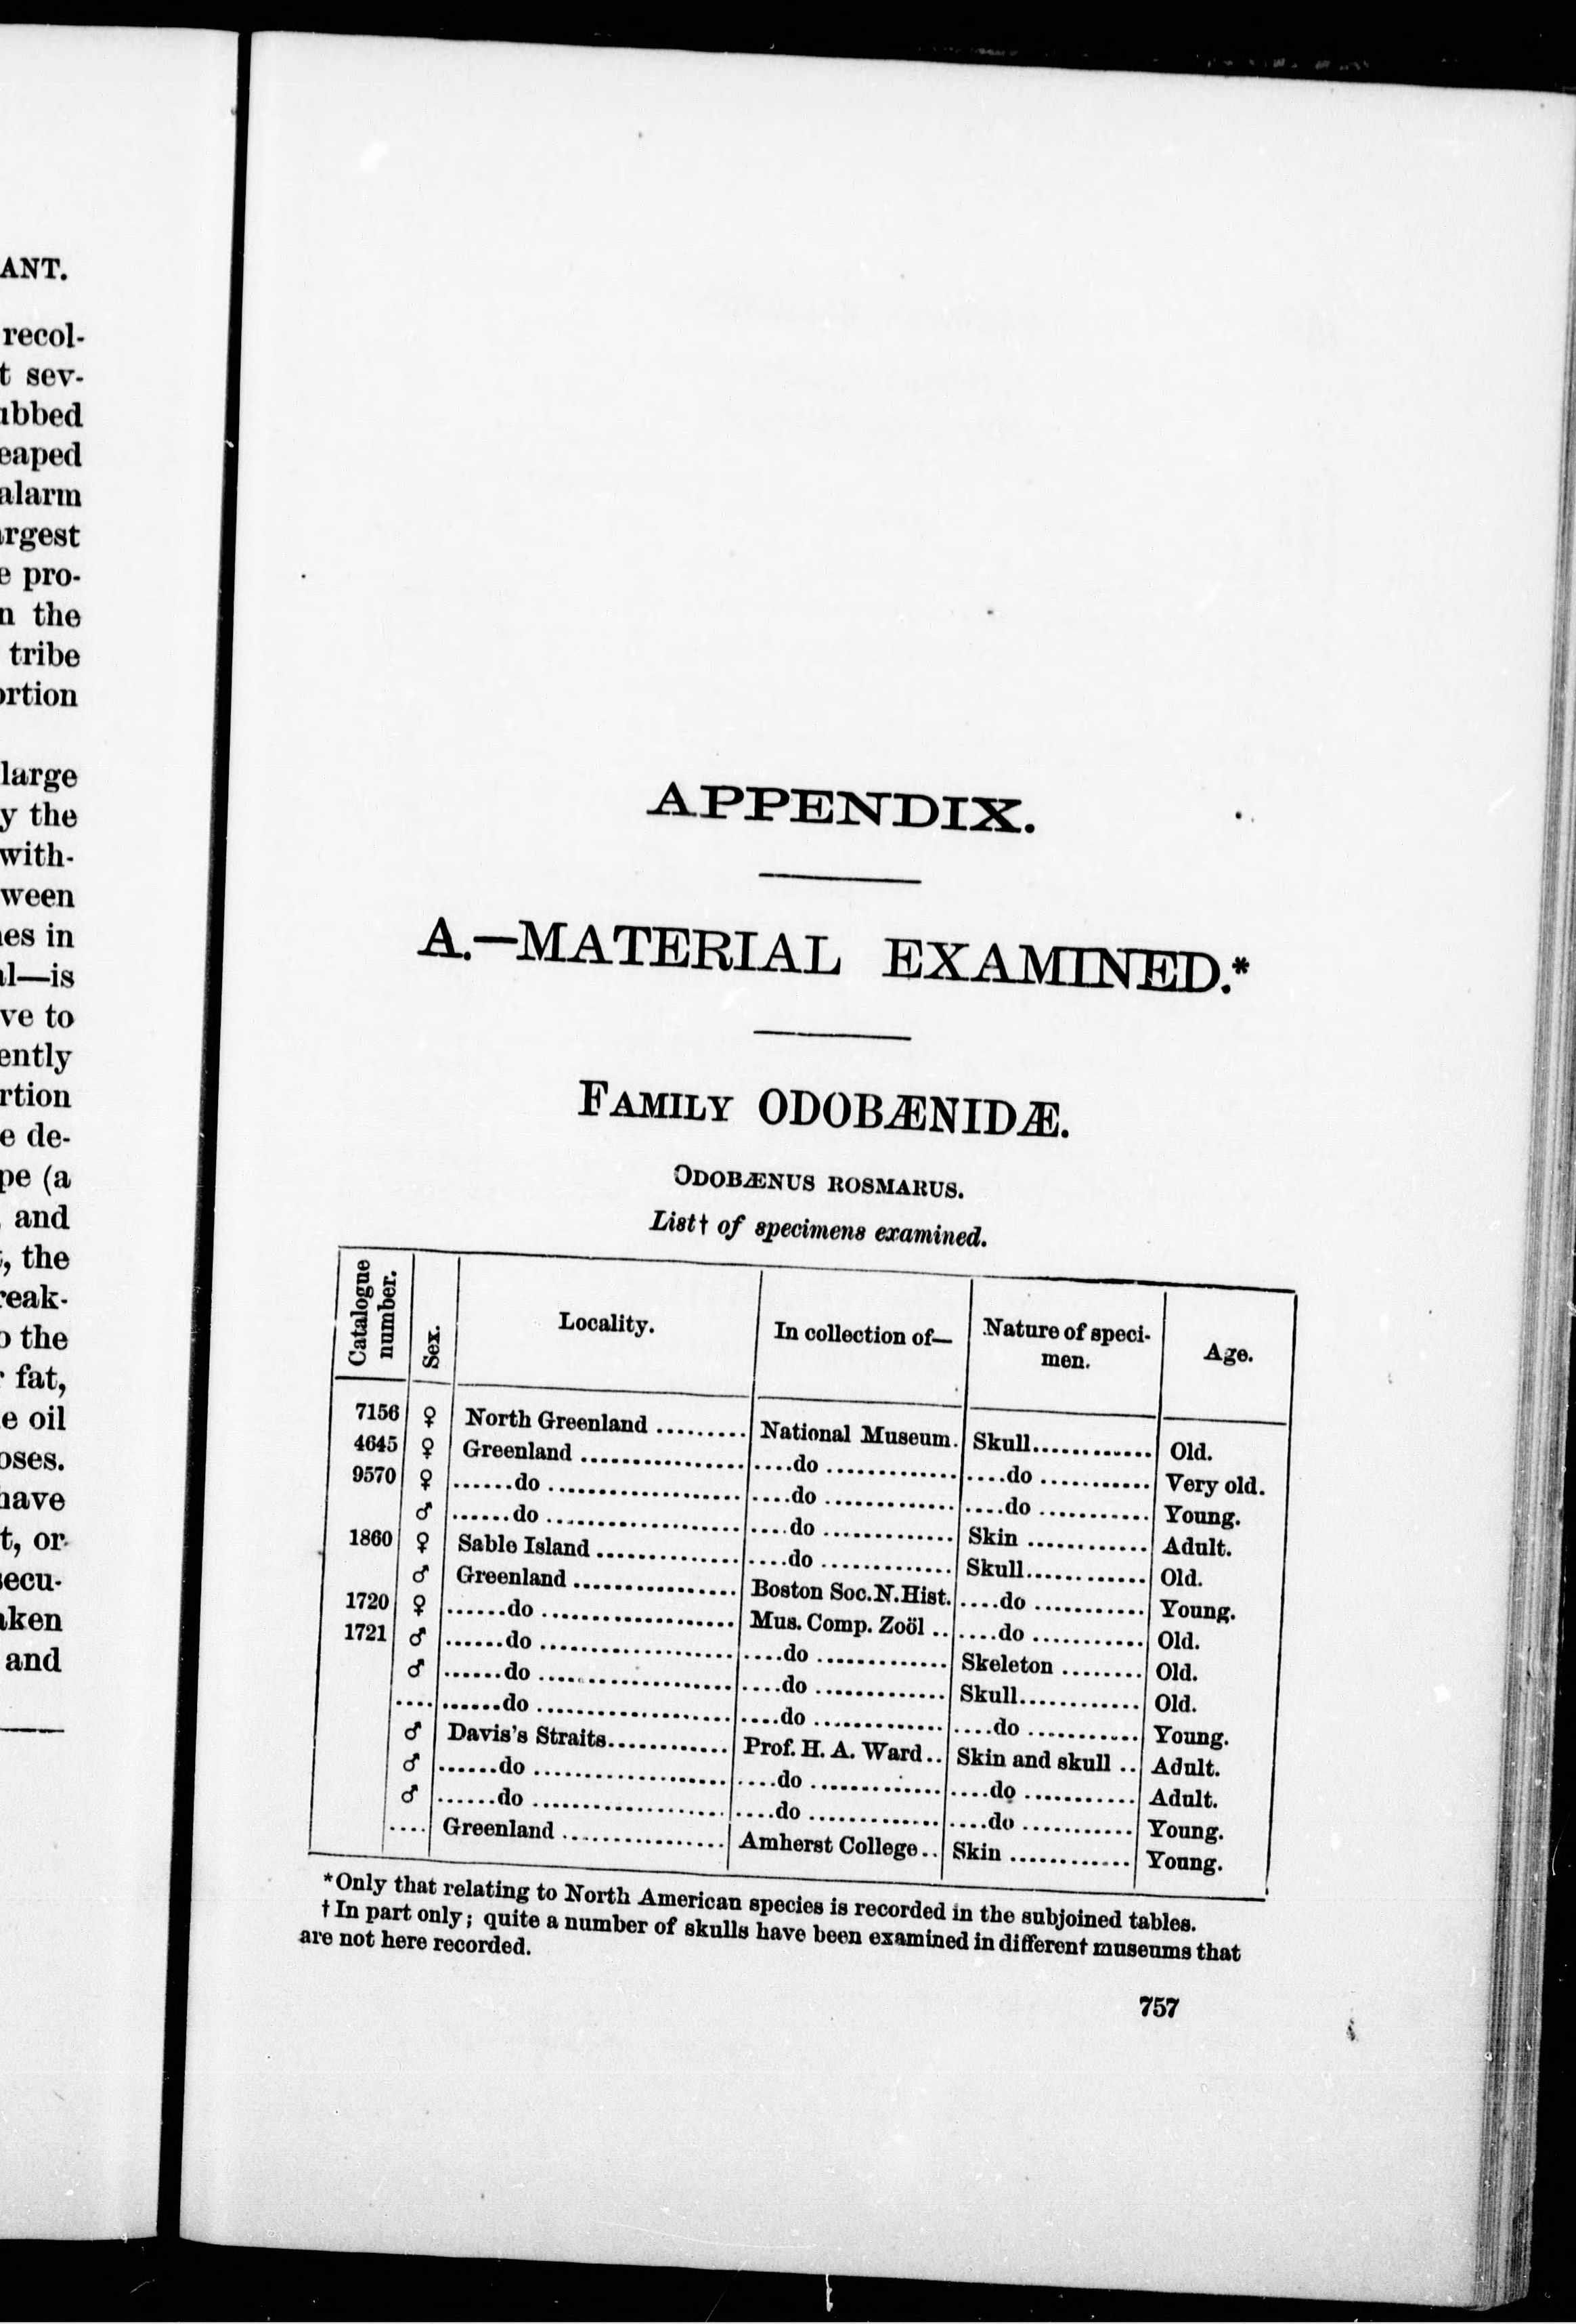 ANT.
recol-
t sev-
ubbed
eaped
alarm
argest
e pro-
n the
tribe
ortion
large
y the
with-
ween
nes in
al—is
ve to
ently
rtion
e de-
pe (a
, and
t, the
reak-
o the
r fat,
e oil
oses.
have
t, or
secu-
aken
and
APPENDIX.
A.—MATERIAL EXAMINED.*
FAMILY ODOBÆNIDÆ.
ODOBÆNUS ROSMARUS.
List† of specimens examined.
Catalogue number. Sex. Locality. In collection of— Nature of speci-men. Age.
7156 ♀ North Greenland ......... National Museum. Skull............ Old.
4645 ♀ Greenland ................ ....do ............. ....do ........... Very old.
9570 ♀ ......do ................... ....do ............. ....do ........... Young.
♂ ......do ................... ....do ............. Skin ............ Adult.
1860 ♀ Sable Island .............. ....do ............. Skull............ Old.
♂ Greenland ................ Boston Soc.N.Hist. ....do ........... Young.
1720 ♀ ......do ................... Mus. Comp. Zoöl .. ....do ........... Old.
1721 ♂ ......do ................... ....do ............. Skeleton ........ Old.
♂ ......do ................... ....do ............. Skull............ Old.
.... ......do ................... ....do ............. ....do ........... Young.
♂ Davis's Straits............ Prof. H. A. Ward.. Skin and skull .. Adult.
♂ ......do ................... ....do ............. ....do ........... Adult.
♂ ......do ................... ....do ............. ....do ........... Young.
.... Greenland ................ Amherst College.. Skin ............ Young.
*Only that relating to North American species is recorded in the subjoined tables.
† In part only; quite a number of skulls have been examined in different museums that
are not here recorded.
757